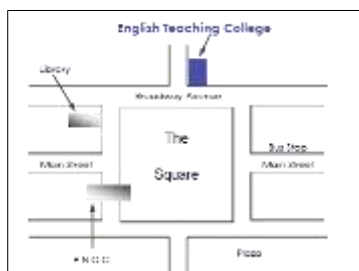 English Teaching College
Library
Broadway Avenue
The
Square
Bus Stop
Main Street
Main Street
Plaza